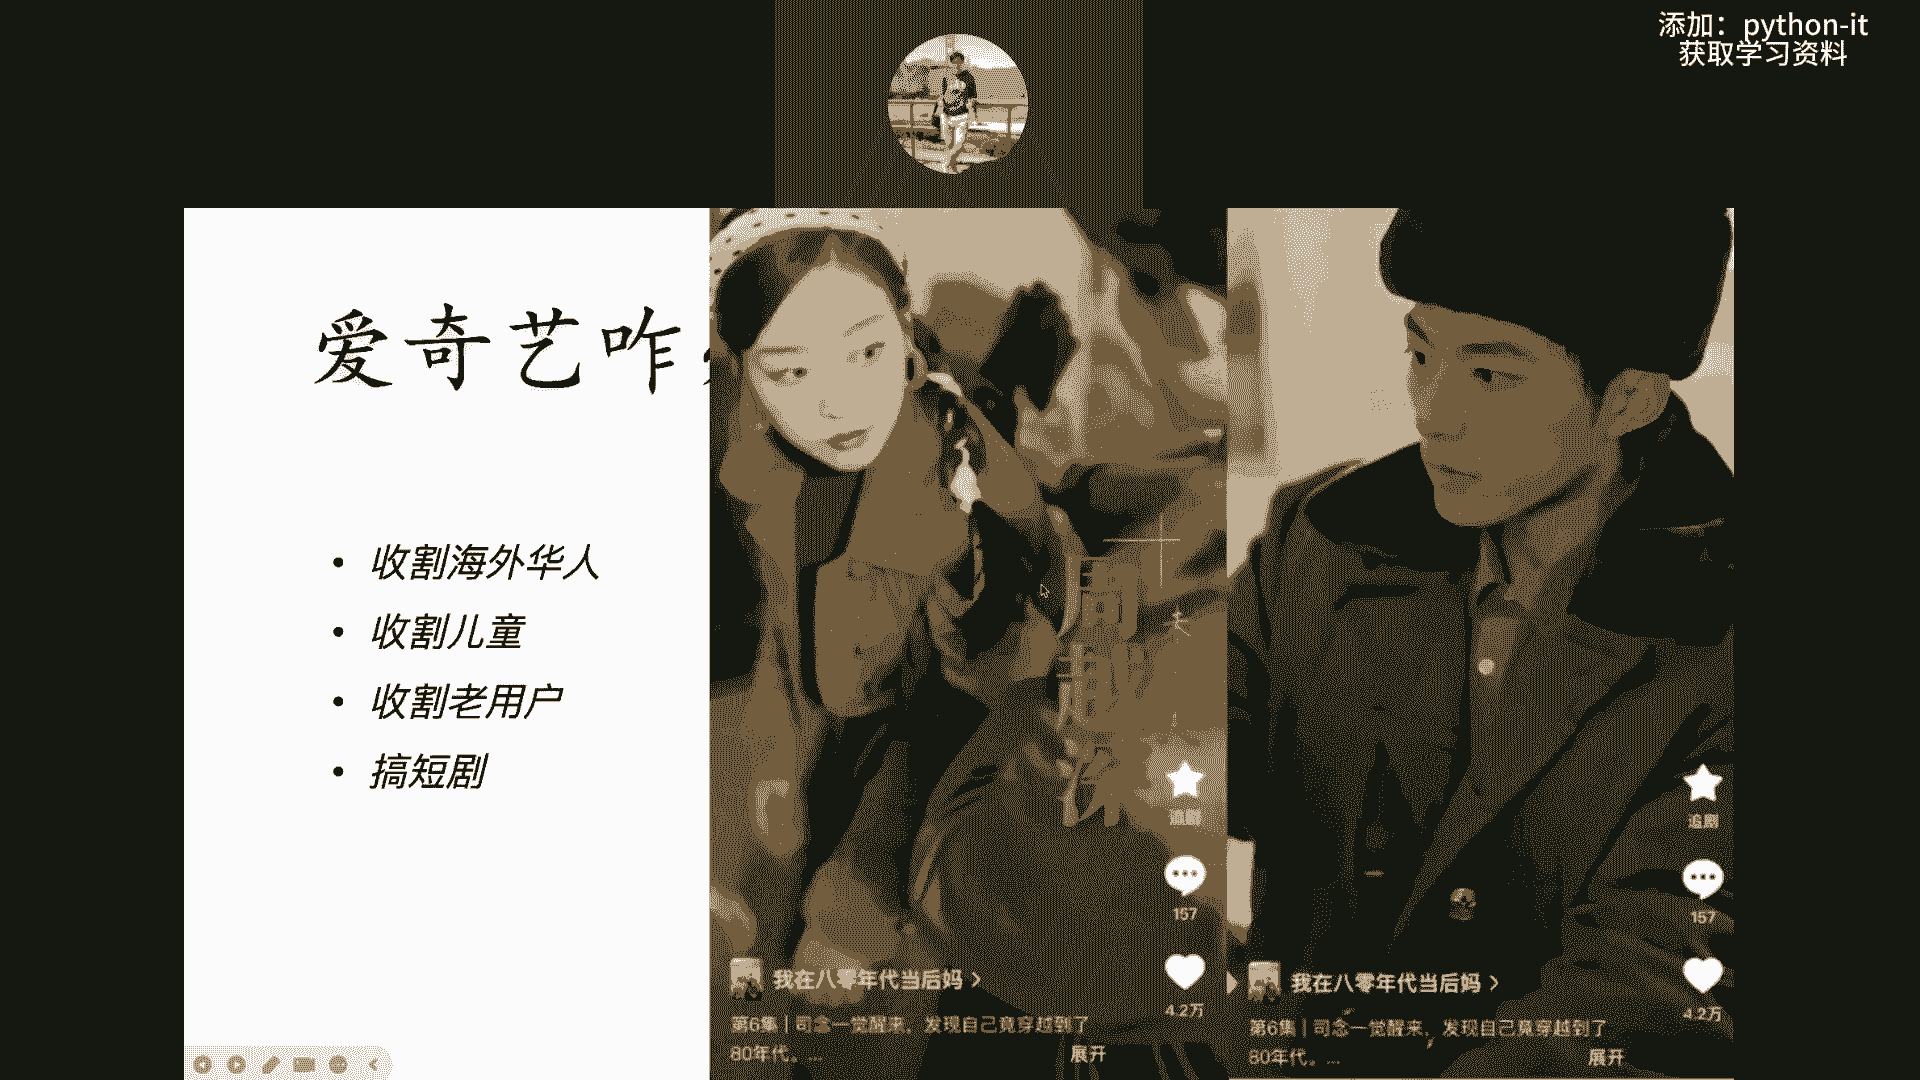 添加：python-it
获取学习资料
爱奇艺咋
• 收割海外华人
• 收割儿童
• 收割老用户
• 搞短剧
周越深
追剧
157
4.2万
我在八零年代当后妈 >
第6集 | 司念一觉醒来，发现自己竟穿越到了
80年代。...
展开
追剧
157
4.2万
我在八零年代当后妈 >
第6集 | 司念一觉醒来，发现自己竟穿越到了
80年代。...
展开